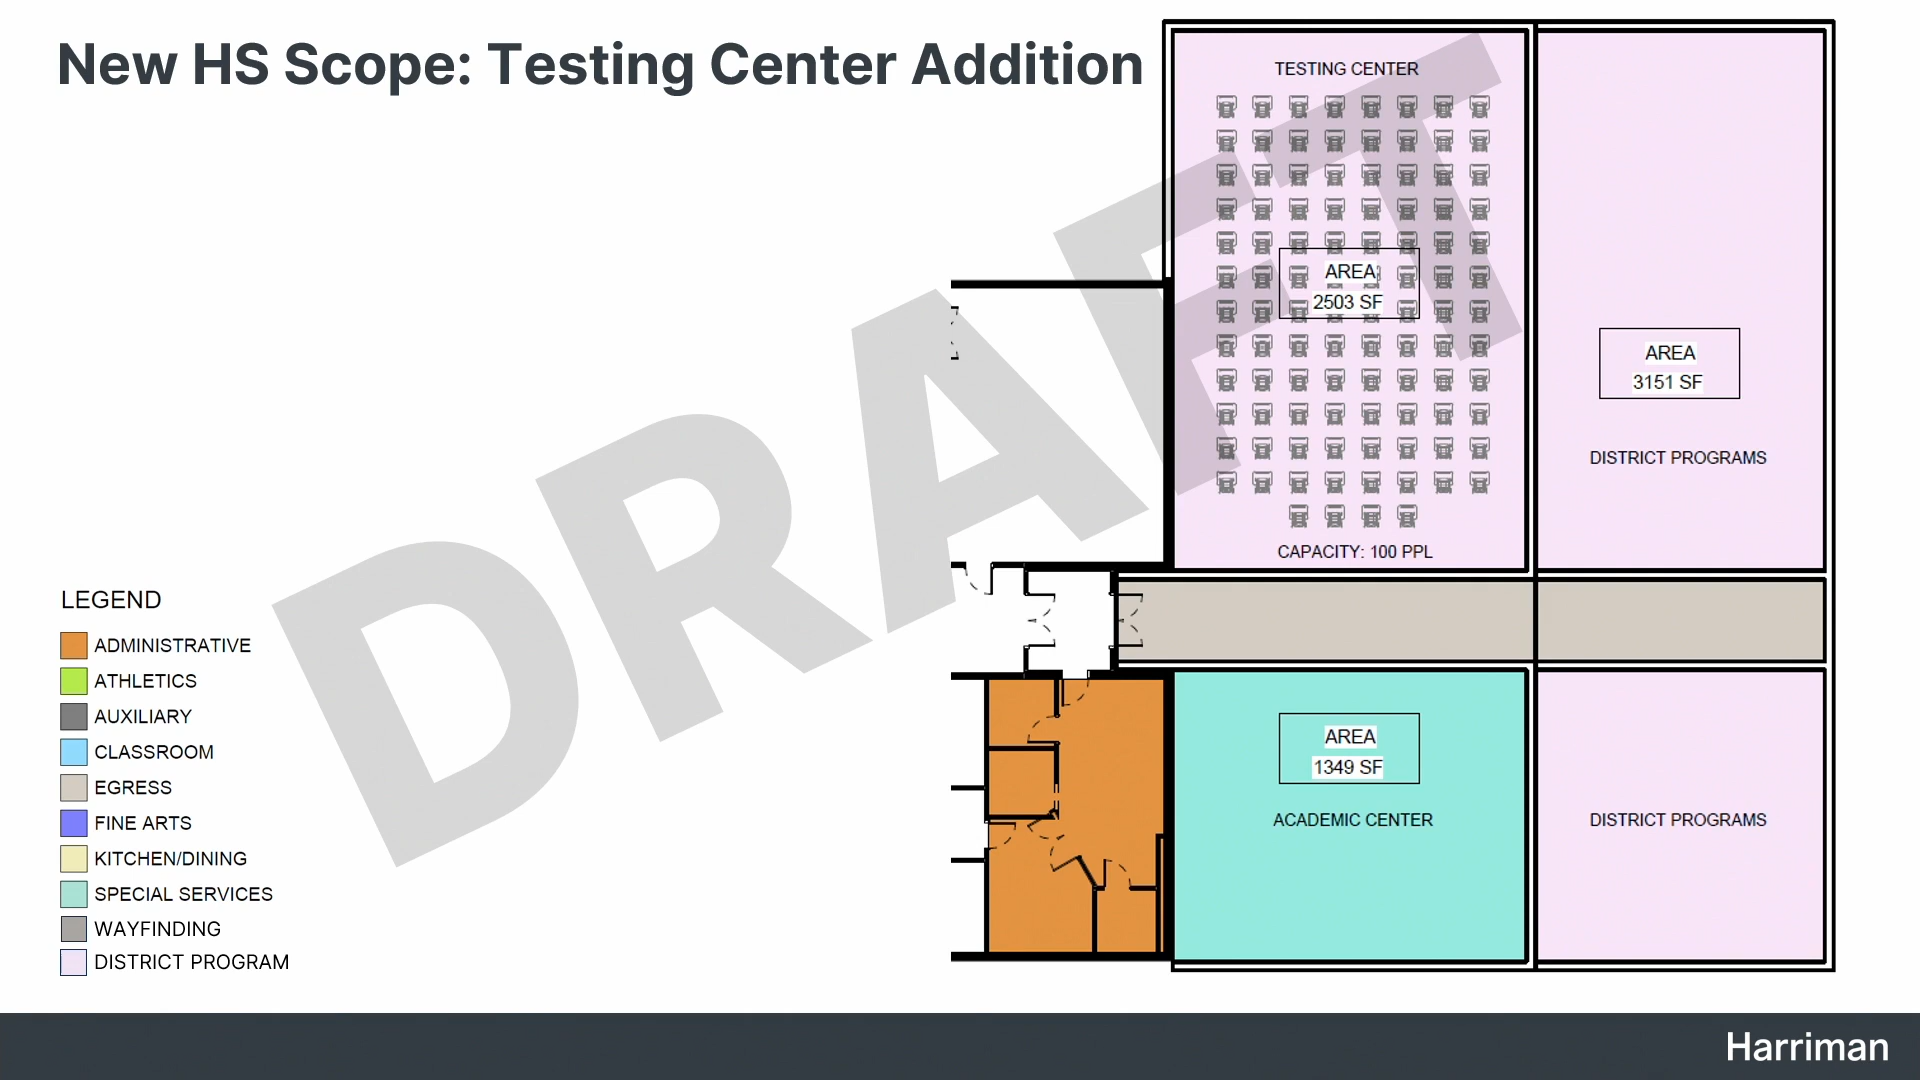 New HS Scope: Testing Center Addition
TESTING CENTER
AREA
2503 SF
CAPACITY: 100 PPL
AREA
3151 SF
DISTRICT PROGRAMS
AREA
1349 SF
ACADEMIC CENTER
DISTRICT PROGRAMS
DRAFT
LEGEND
ADMINISTRATIVE
ATHLETICS
AUXILIARY
CLASSROOM
EGRESS
FINE ARTS
KITCHEN/DINING
SPECIAL SERVICES
WAYFINDING
DISTRICT PROGRAM
Harriman